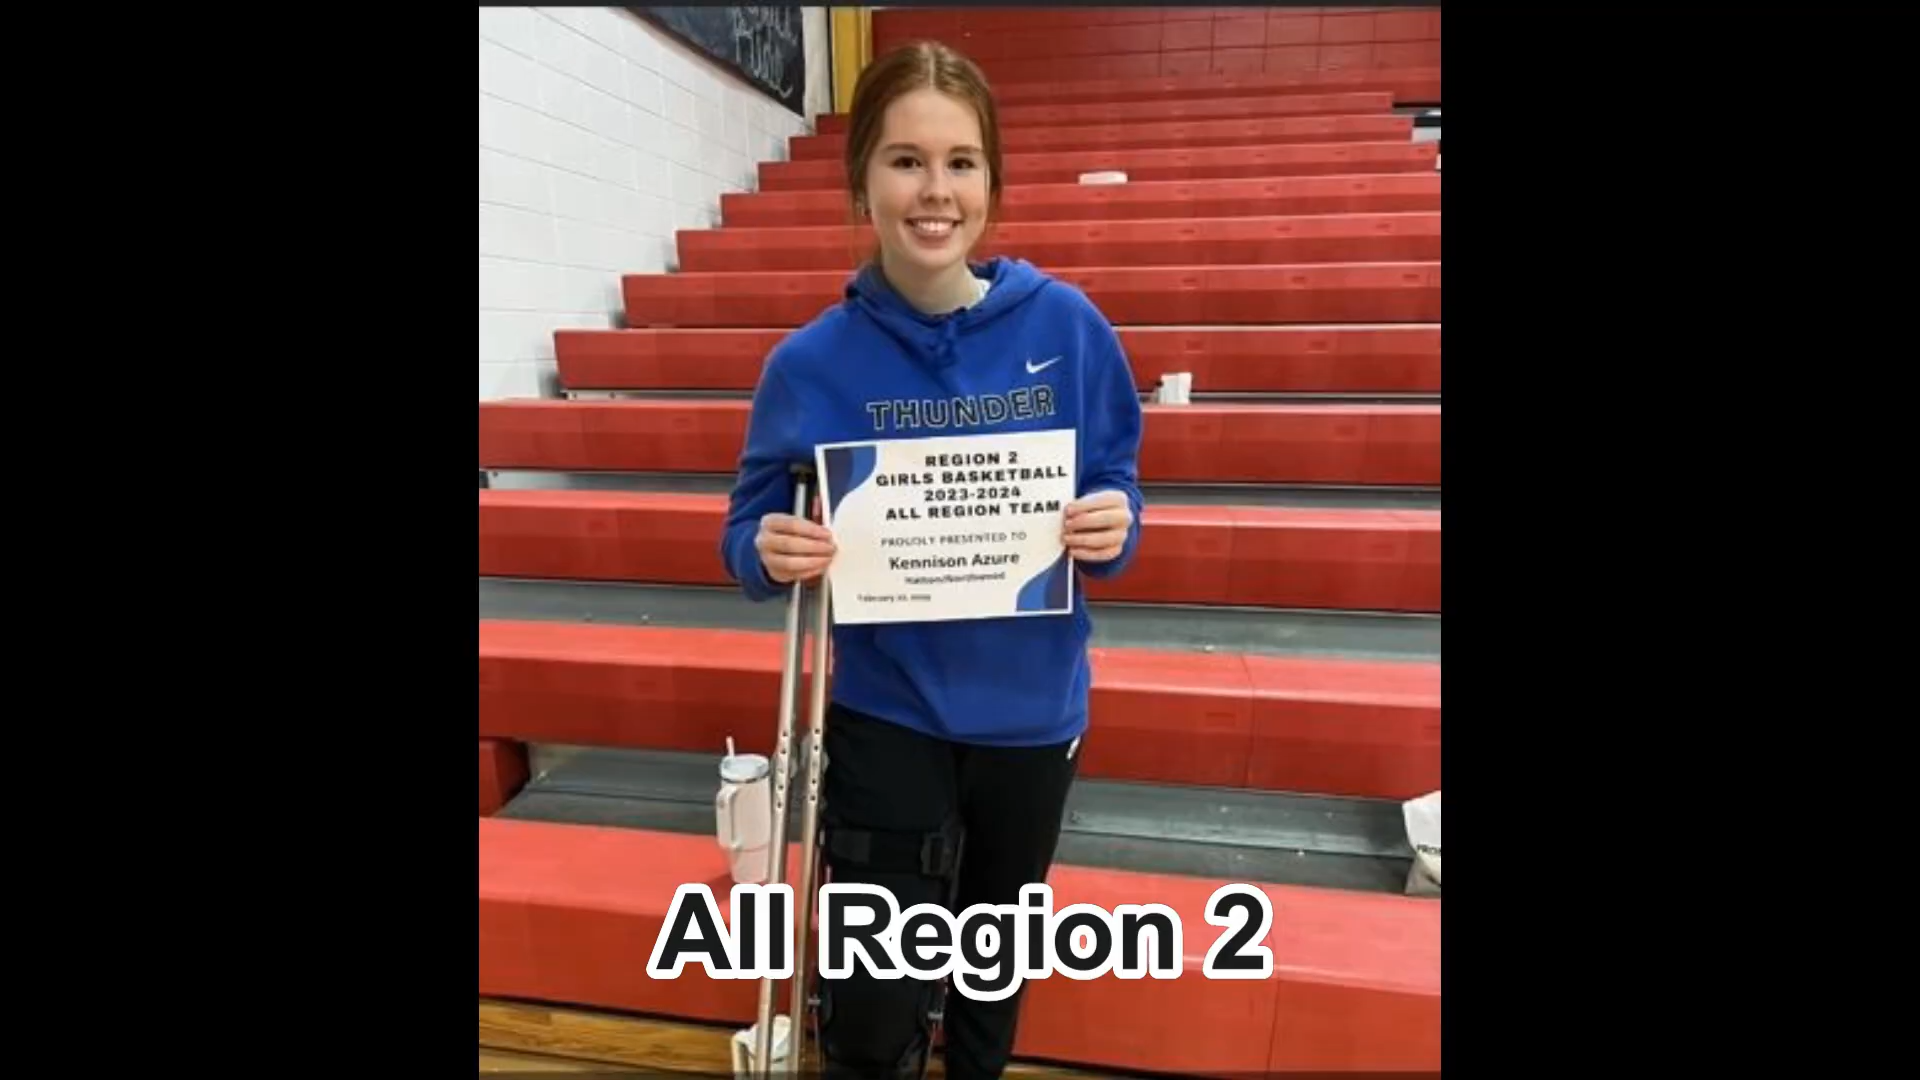 THUNDER
REGION 2
GIRLS BASKETBALL
2023-2024
ALL REGION TEAM
PROUDLY PRESENTED TO
Kennison Azure
All Region 2